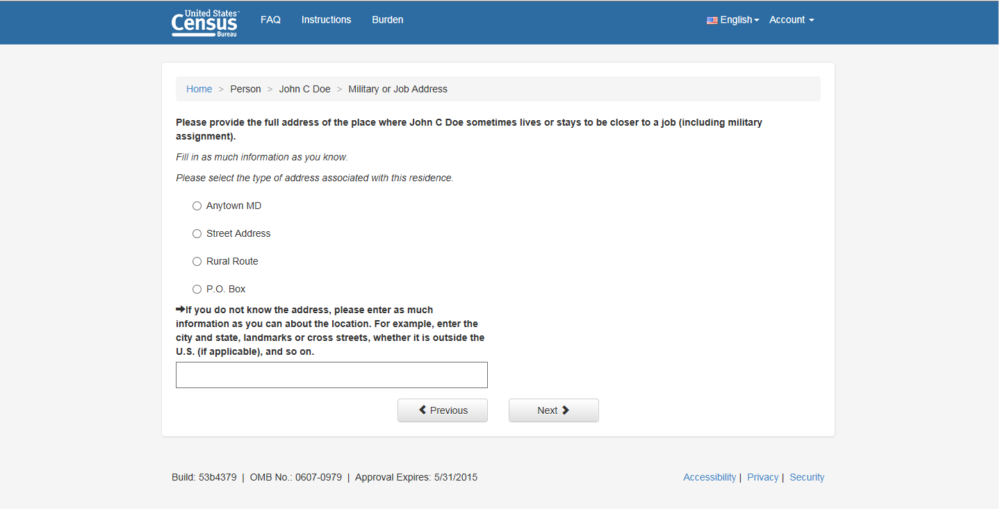 United States™
Census
Bureau
FAQ Instructions Burden English Account
Home > Person > John C Doe > Military or Job Address
Please provide the full address of the place where John C Doe sometimes lives or stays to be closer to a job (including military
assignment).
Fill in as much information as you know.
Please select the type of address associated with this residence.
Anytown MD
Street Address
Rural Route
P.O. Box
➡If you do not know the address, please enter as much
information as you can about the location. For example, enter the
city and state, landmarks or cross streets, whether it is outside the
U.S. (if applicable), and so on.
Previous Next
Build: 53b4379 | OMB No.: 0607-0979 | Approval Expires: 5/31/2015 Accessibility | Privacy | Security